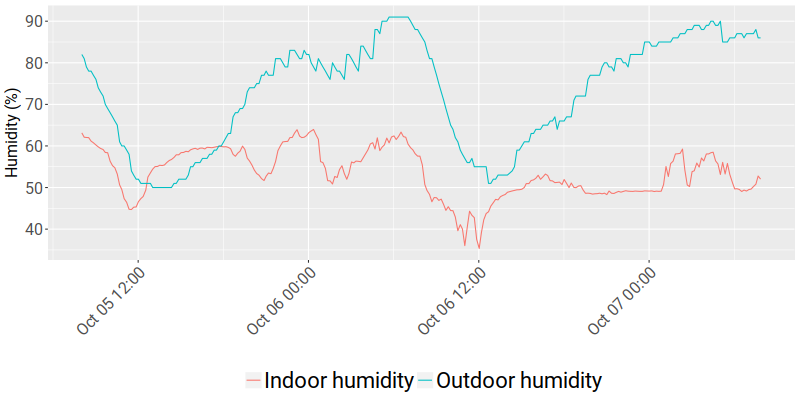 90
80
70
60
50
40
Humidity (%)
Oct 05 12:00
Oct 06 00:00
Oct 06 12:00
Oct 07 00:00
Indoor humidity
Outdoor humidity